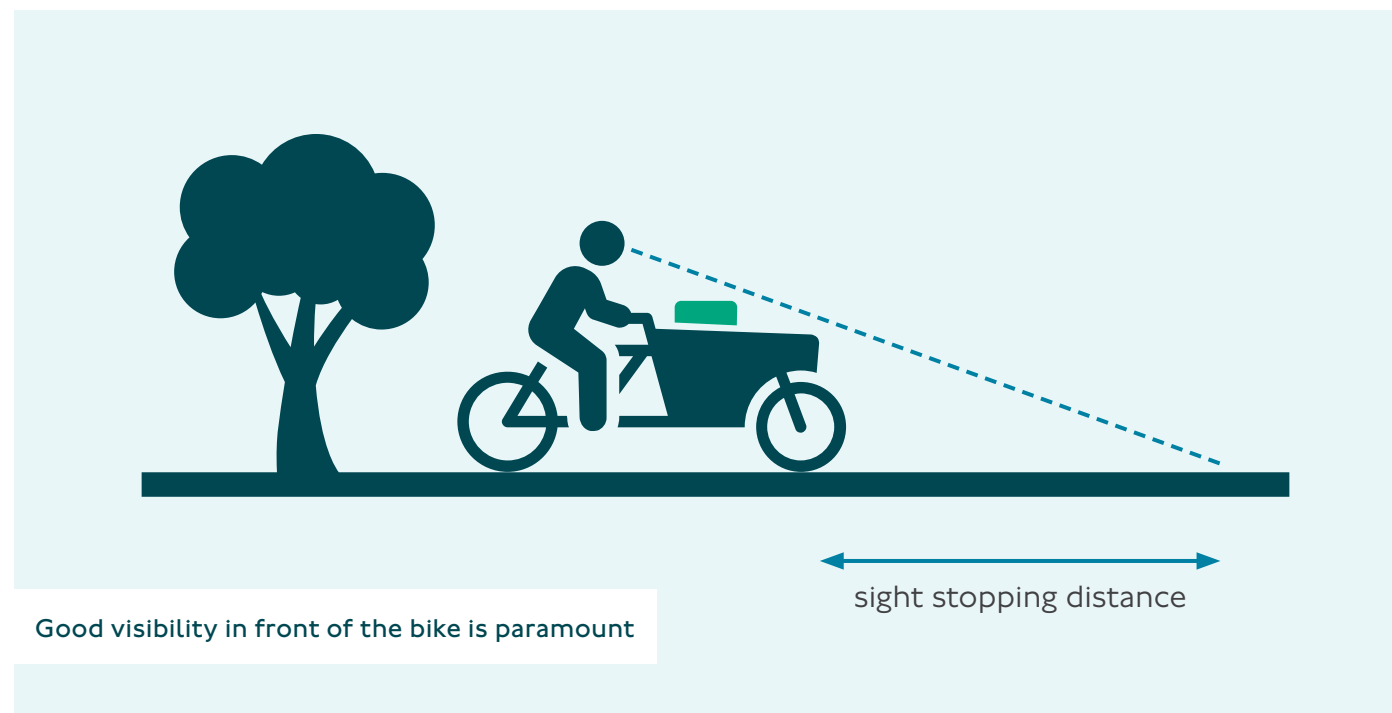 sight stopping distance
Good visibility in front of the bike is paramount